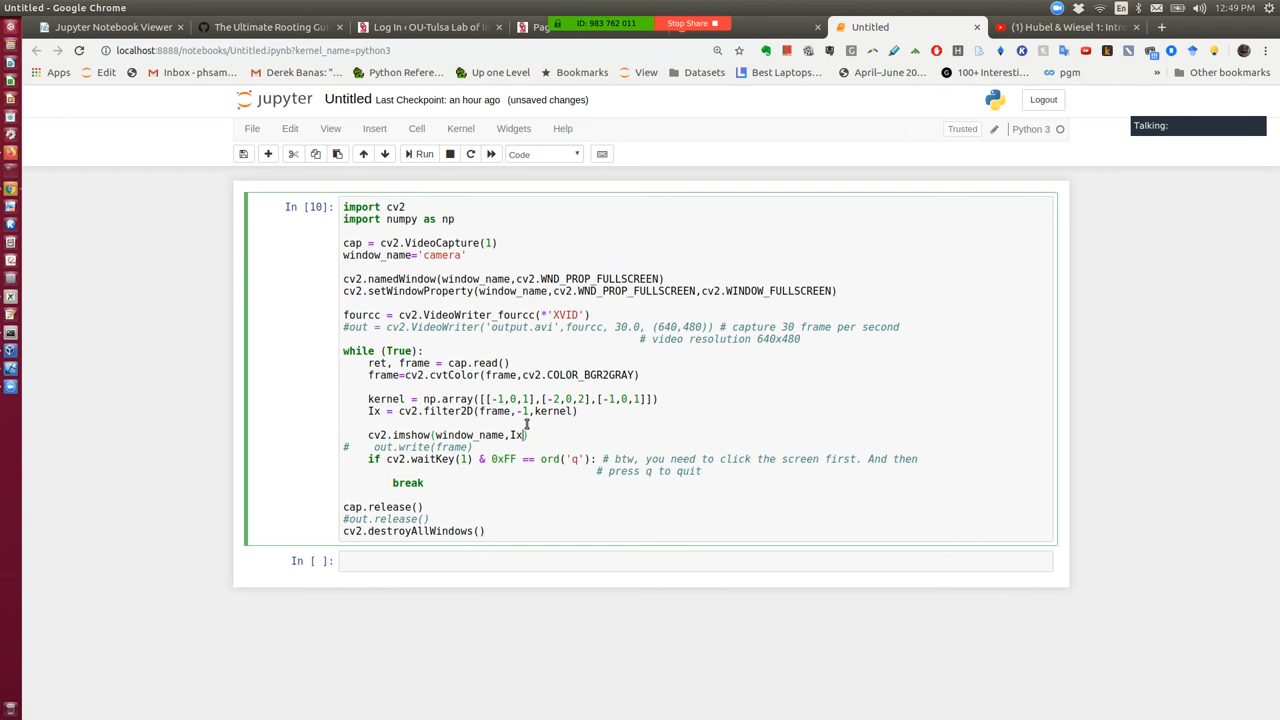 Untitled - Google Chrome
En
12:49 PM
Jupyter Notebook Viewer
The Ultimate Rooting Gui
Log In ‹ OU-Tulsa Lab of In
Pag
ID: 983 762 011
Stop Share
Untitled
(1) Hubel & Wiesel 1: Intro
localhost:8888/notebooks/Untitled.ipynb?kernel_name=python3
Apps
Edit
Inbox - phsam...
Derek Banas: "...
Python Refere...
Up one Level
Bookmarks
View
Datasets
Best Laptops...
April–June 20...
100+ Interesti...
pgm
»
Other bookmarks
jupyter
Untitled Last Checkpoint: an hour ago (unsaved changes)
Logout
Talking:
File Edit View Insert Cell Kernel Widgets Help
Trusted
Python 3
Run
Code
In [10]:
import cv2
import numpy as np
cap = cv2.VideoCapture(1)
window_name='camera'
cv2.namedWindow(window_name,cv2.WND_PROP_FULLSCREEN)
cv2.setWindowProperty(window_name,cv2.WND_PROP_FULLSCREEN,cv2.WINDOW_FULLSCREEN)
fourcc = cv2.VideoWriter_fourcc(*'XVID')
#out = cv2.VideoWriter('output.avi',fourcc, 30.0, (640,480)) # capture 30 frame per second
# video resolution 640x480
while (True):
ret, frame = cap.read()
frame=cv2.cvtColor(frame,cv2.COLOR_BGR2GRAY)
kernel = np.array([[-1,0,1],[-2,0,2],[-1,0,1]])
Ix = cv2.filter2D(frame,-1,kernel)
cv2.imshow(window_name,Ix)
# out.write(frame)
if cv2.waitKey(1) & 0xFF == ord('q'): # btw, you need to click the screen first. And then
# press q to quit
break
cap.release()
#out.release()
cv2.destroyAllWindows()
In [ ]: